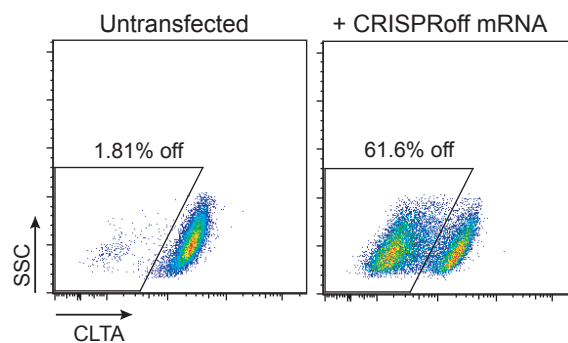 Untransfected
+ CRISPRoff mRNA
1.81% off
61.6% off
SSC
CLTA